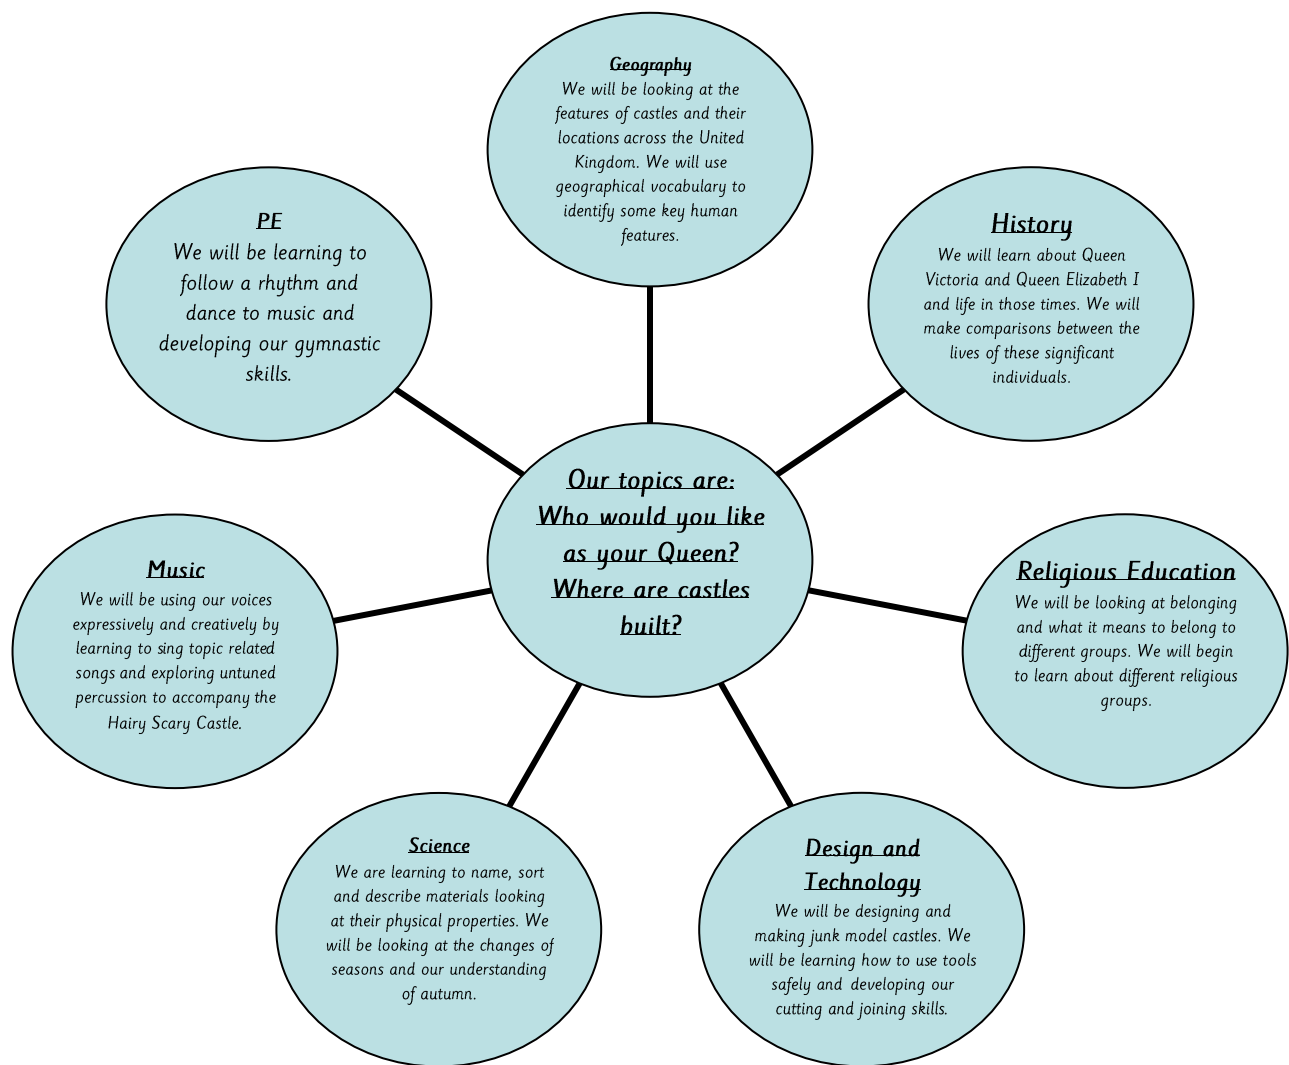 Geography
We will be looking at the
features of castles and their
locations across the United
Kingdom. We will use
geographical vocabulary to
identify some key human
features.
PE
We will be learning to
follow a rhythm and
dance to music and
developing our gymnastic
skills.
History
We will learn about Queen
Victoria and Queen Elizabeth I
and life in those times. We will
make comparisons between the
lives of these significant
individuals.
Our topics are:
Who would you like
as your Queen?
Where are castles
built?
Music
We will be using our voices
expressively and creatively by
learning to sing topic related
songs and exploring untuned
percussion to accompany the
Hairy Scary Castle.
Religious Education
We will be looking at belonging
and what it means to belong to
different groups. We will begin
to learn about different religious
groups.
Science
We are learning to name, sort
and describe materials looking
at their physical properties. We
will be looking at the changes of
seasons and our understanding
of autumn.
Design and
Technology
We will be designing and
making junk model castles. We
will be learning how to use tools
safely and developing our
cutting and joining skills.